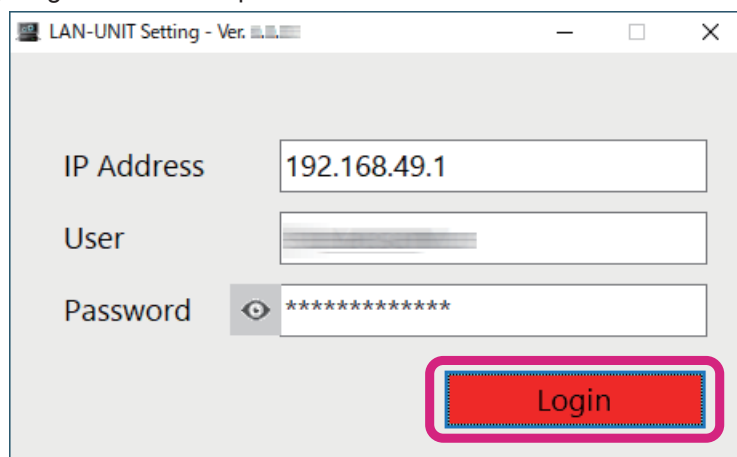 LAN-UNIT Setting - Ver.
IP Address 192.168.49.1
User
Password *************
Login